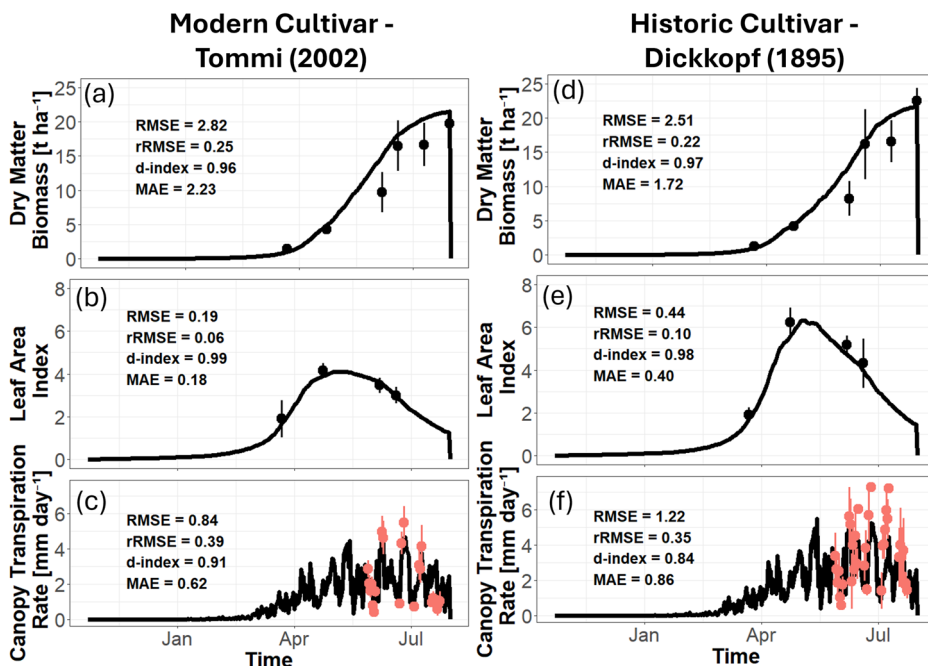 Modern Cultivar -
Tommi (2002)
Historic Cultivar -
Dickkopf (1895)
(a)
Dry Matter
Biomass [t ha⁻¹]
25
20
15
10
5
0
RMSE = 2.82
rRMSE = 0.25
d-index = 0.96
MAE = 2.23
(d)
Dry Matter
Biomass [t ha⁻¹]
25
20
15
10
5
0
RMSE = 2.51
rRMSE = 0.22
d-index = 0.97
MAE = 1.72
(b)
Leaf Area
Index
8
6
4
2
0
RMSE = 0.19
rRMSE = 0.06
d-index = 0.99
MAE = 0.18
(e)
Leaf Area
Index
8
6
4
2
0
RMSE = 0.44
rRMSE = 0.10
d-index = 0.98
MAE = 0.40
(c)
Canopy Transpiration
Rate [mm day⁻¹]
6
4
2
0
RMSE = 0.84
rRMSE = 0.39
d-index = 0.91
MAE = 0.62
Jan
Apr
Jul
Time
(f)
Canopy Transpiration
Rate [mm day⁻¹]
6
4
2
0
RMSE = 1.22
rRMSE = 0.35
d-index = 0.84
MAE = 0.86
Jan
Apr
Jul
Time